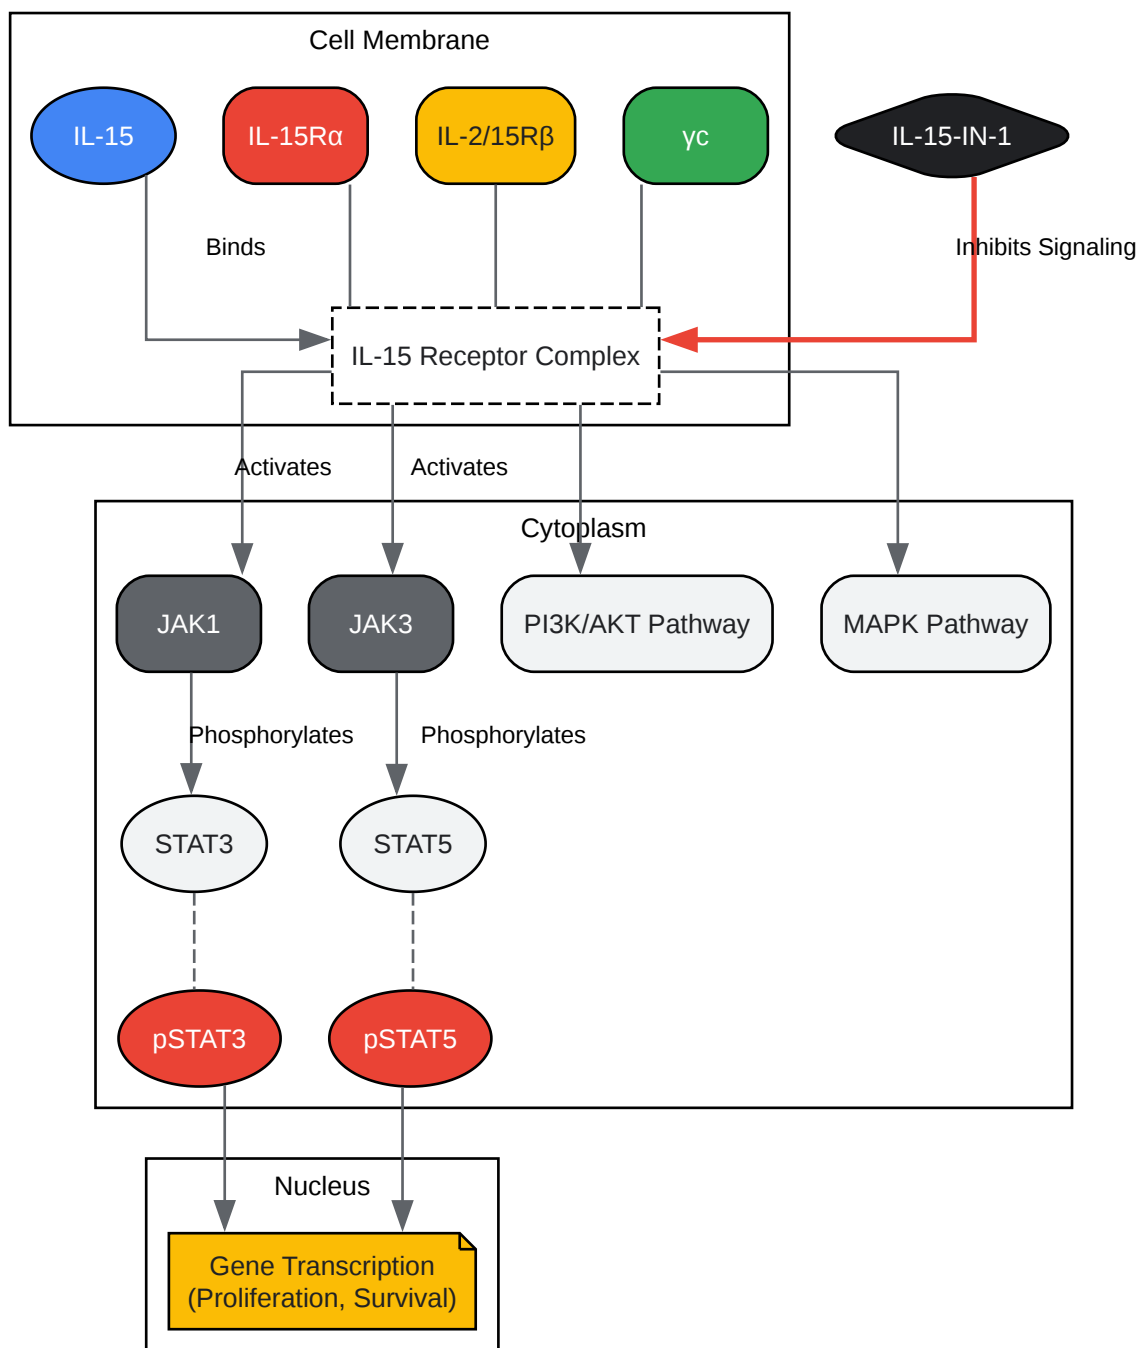 Cell Membrane
IL-15
IL-15Rα
IL-2/15Rβ
γc
IL-15-IN-1
Binds
Inhibits Signaling
IL-15 Receptor Complex
Activates
Activates
Cytoplasm
JAK1
JAK3
PI3K/AKT Pathway
MAPK Pathway
Phosphorylates
Phosphorylates
STAT3
STAT5
pSTAT3
pSTAT5
Nucleus
Gene Transcription
(Proliferation, Survival)